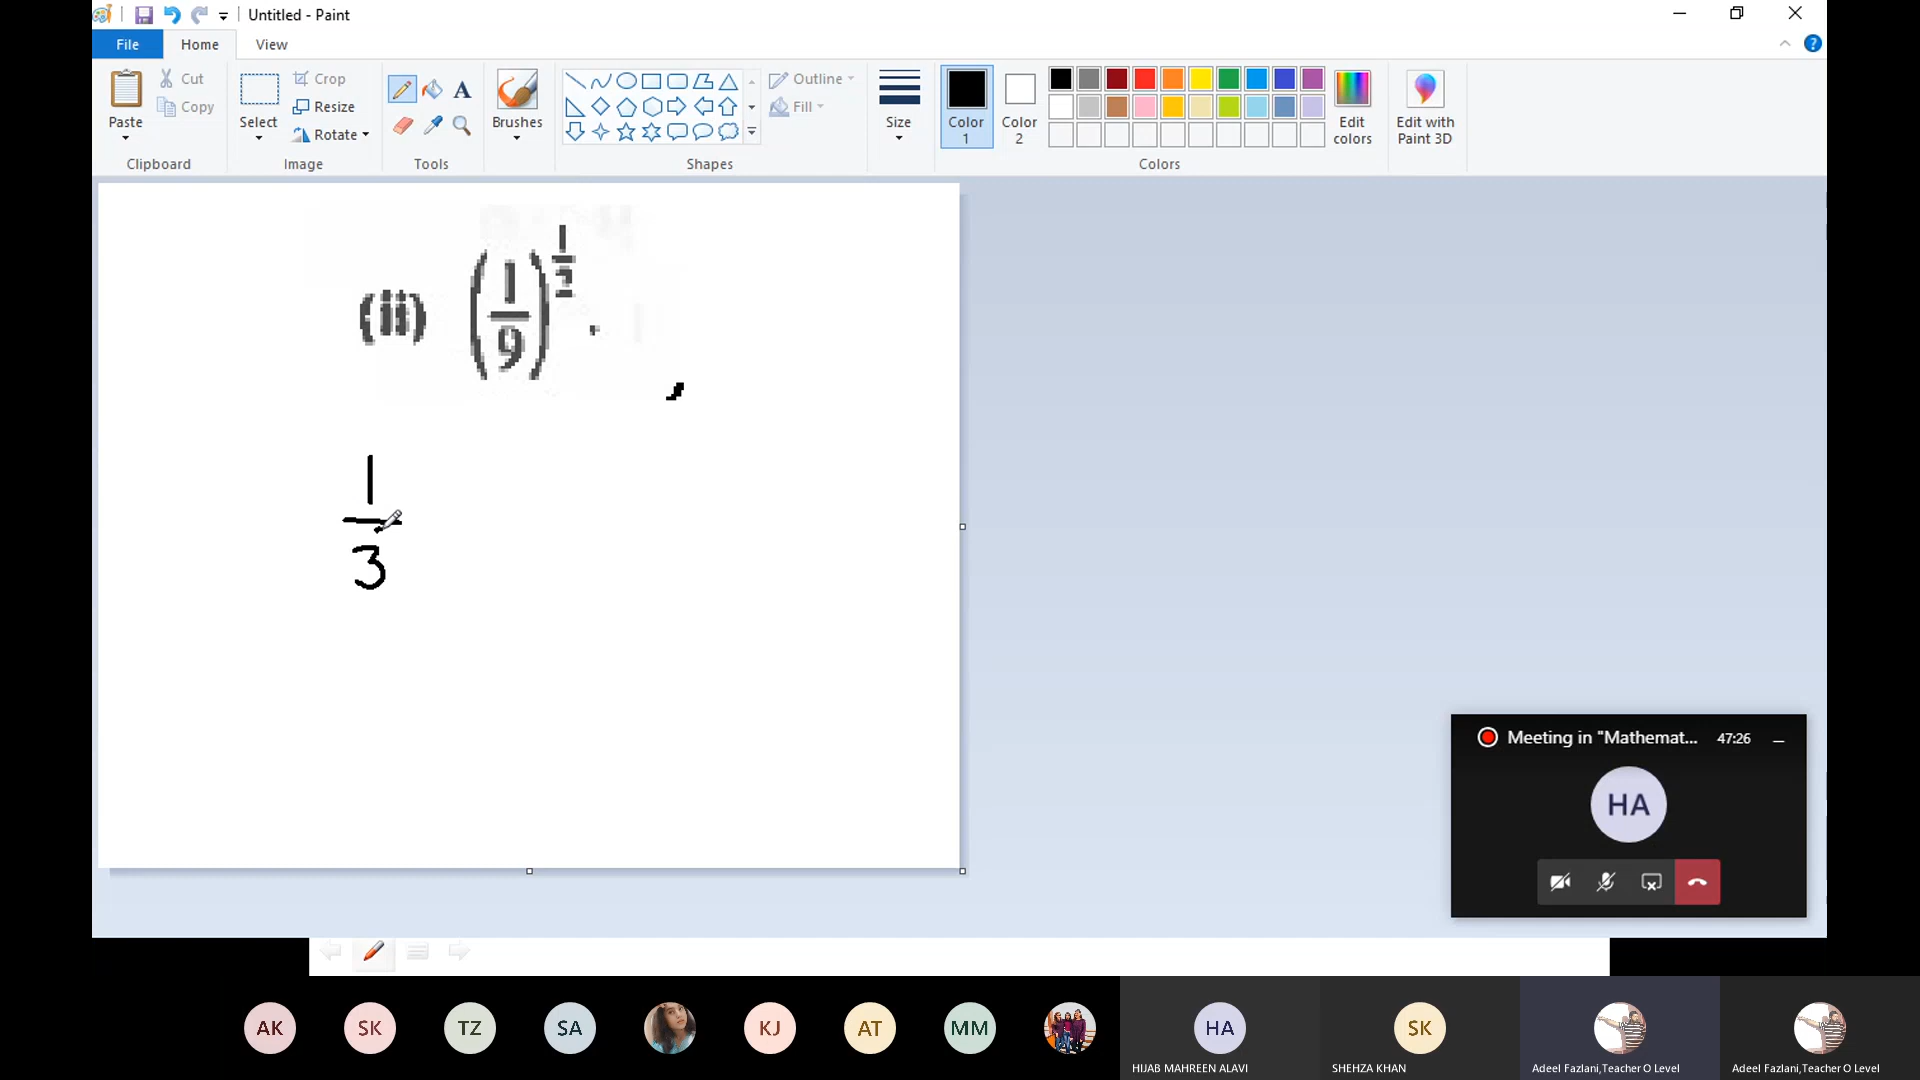 Untitled - Paint
File Home View
Paste
Cut
Copy
Clipboard
Select
Crop
Resize
Rotate
Image
A
Tools
Brushes
Shapes
Outline
Fill
Size
Color 1
Color 2
Edit colors
Colors
Edit with Paint 3D
?
(ii) (1/9)^1/2 .
1
3
Meeting in "Mathemat... 47:26
HA
AK SK TZ SA KJ AT MM HA SK
HIJAB MAHREEN ALAVI SHEHZA KHAN Adeel Fazlani,Teacher O Level Adeel Fazlani,Teacher O Level